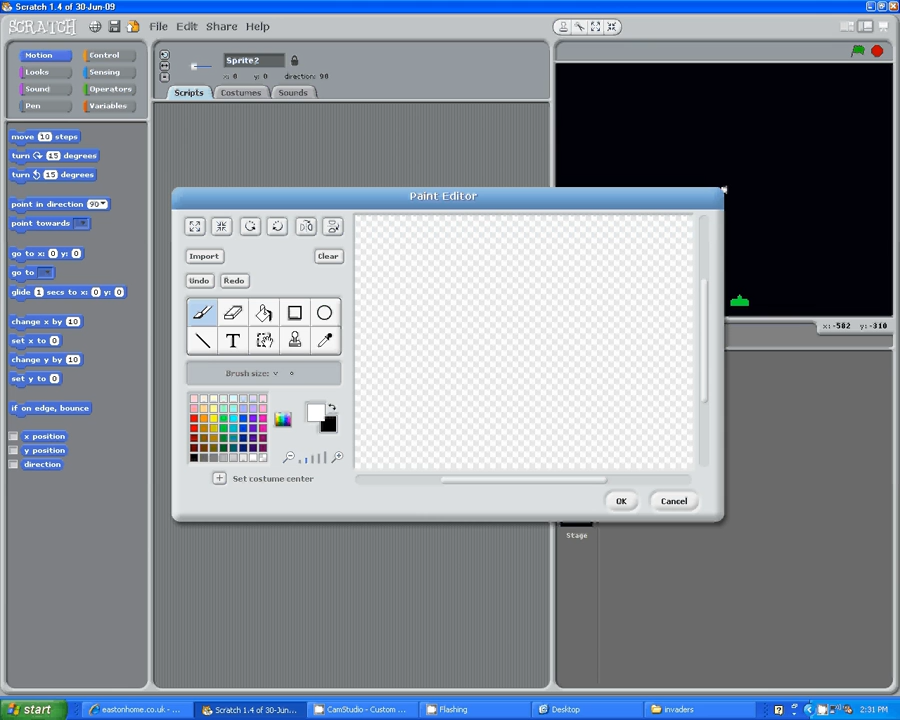 Scratch 1.4 of 30-Jun-09
SCRATCH File Edit Share Help
Motion Control
Looks Sensing
Sound Operators
Pen Variables
move 10 steps
turn 15 degrees
turn 15 degrees
point in direction 90
point towards
go to x: 0 y: 0
go to
glide 1 secs to x: 0 y: 0
change x by 10
set x to 0
change y by 10
set y to 0
if on edge, bounce
x position
y position
direction
Sprite2
x: 0 y: 0 direction: 90
Scripts Costumes Sounds
Paint Editor
Import Clear
Undo Redo
T
Brush size:
Set costume center
OK Cancel
x: -582 y: -310
Stage
start
eastonhome.co.uk - ...
Scratch 1.4 of 30-Jun...
CamStudio - Custom ...
Flashing
Desktop
invaders
2:31 PM